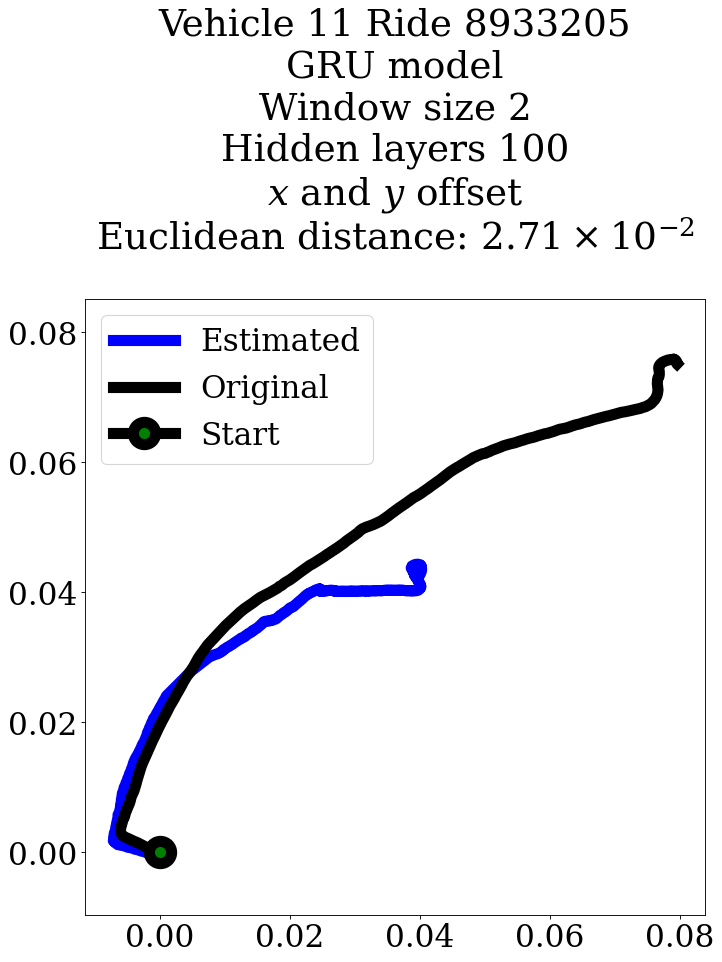 Vehicle 11 Ride 8933205
GRU model
Window size 2
Hidden layers 100
x and y offset
Euclidean distance: 2.71 × 10⁻²
Estimated
Original
Start
0.08
0.06
0.04
0.02
0.00
0.00 0.02 0.04 0.06 0.08